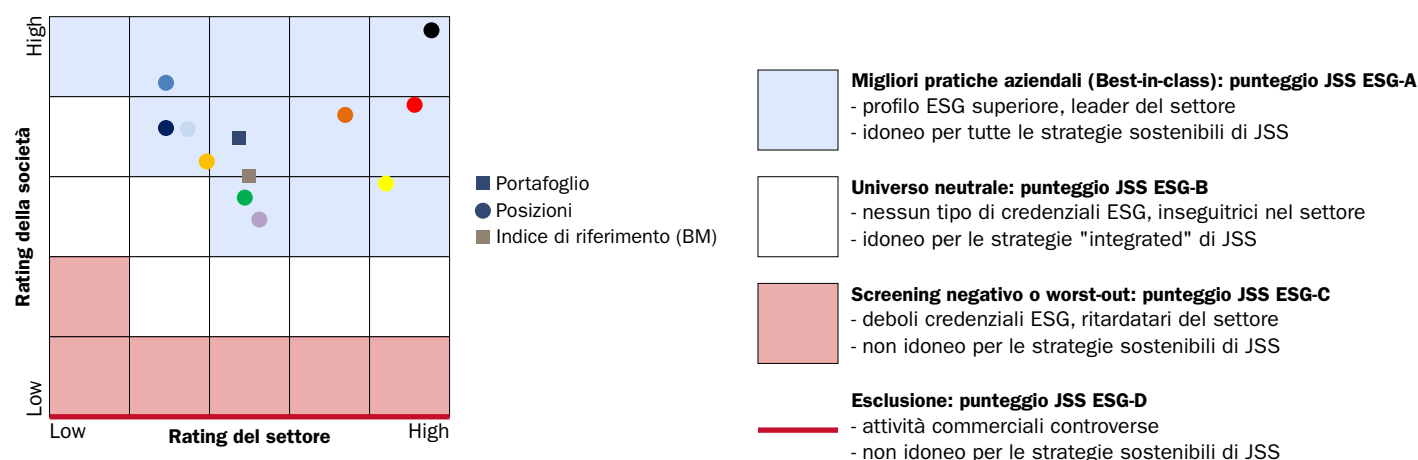 High
Rating della società
Low
Low
Rating del settore
High
Portafoglio
Posizioni
Indice di riferimento (BM)
Migliori pratiche aziendali (Best-in-class): punteggio JSS ESG-A
- profilo ESG superiore, leader del settore
- idoneo per tutte le strategie sostenibili di JSS
Universo neutrale: punteggio JSS ESG-B
- nessun tipo di credenziali ESG, inseguitrici nel settore
- idoneo per le strategie "integrated" di JSS
Screening negativo o worst-out: punteggio JSS ESG-C
- deboli credenziali ESG, ritardatari del settore
- non idoneo per le strategie sostenibili di JSS
Esclusione: punteggio JSS ESG-D
- attività commerciali controverse
- non idoneo per le strategie sostenibili di JSS